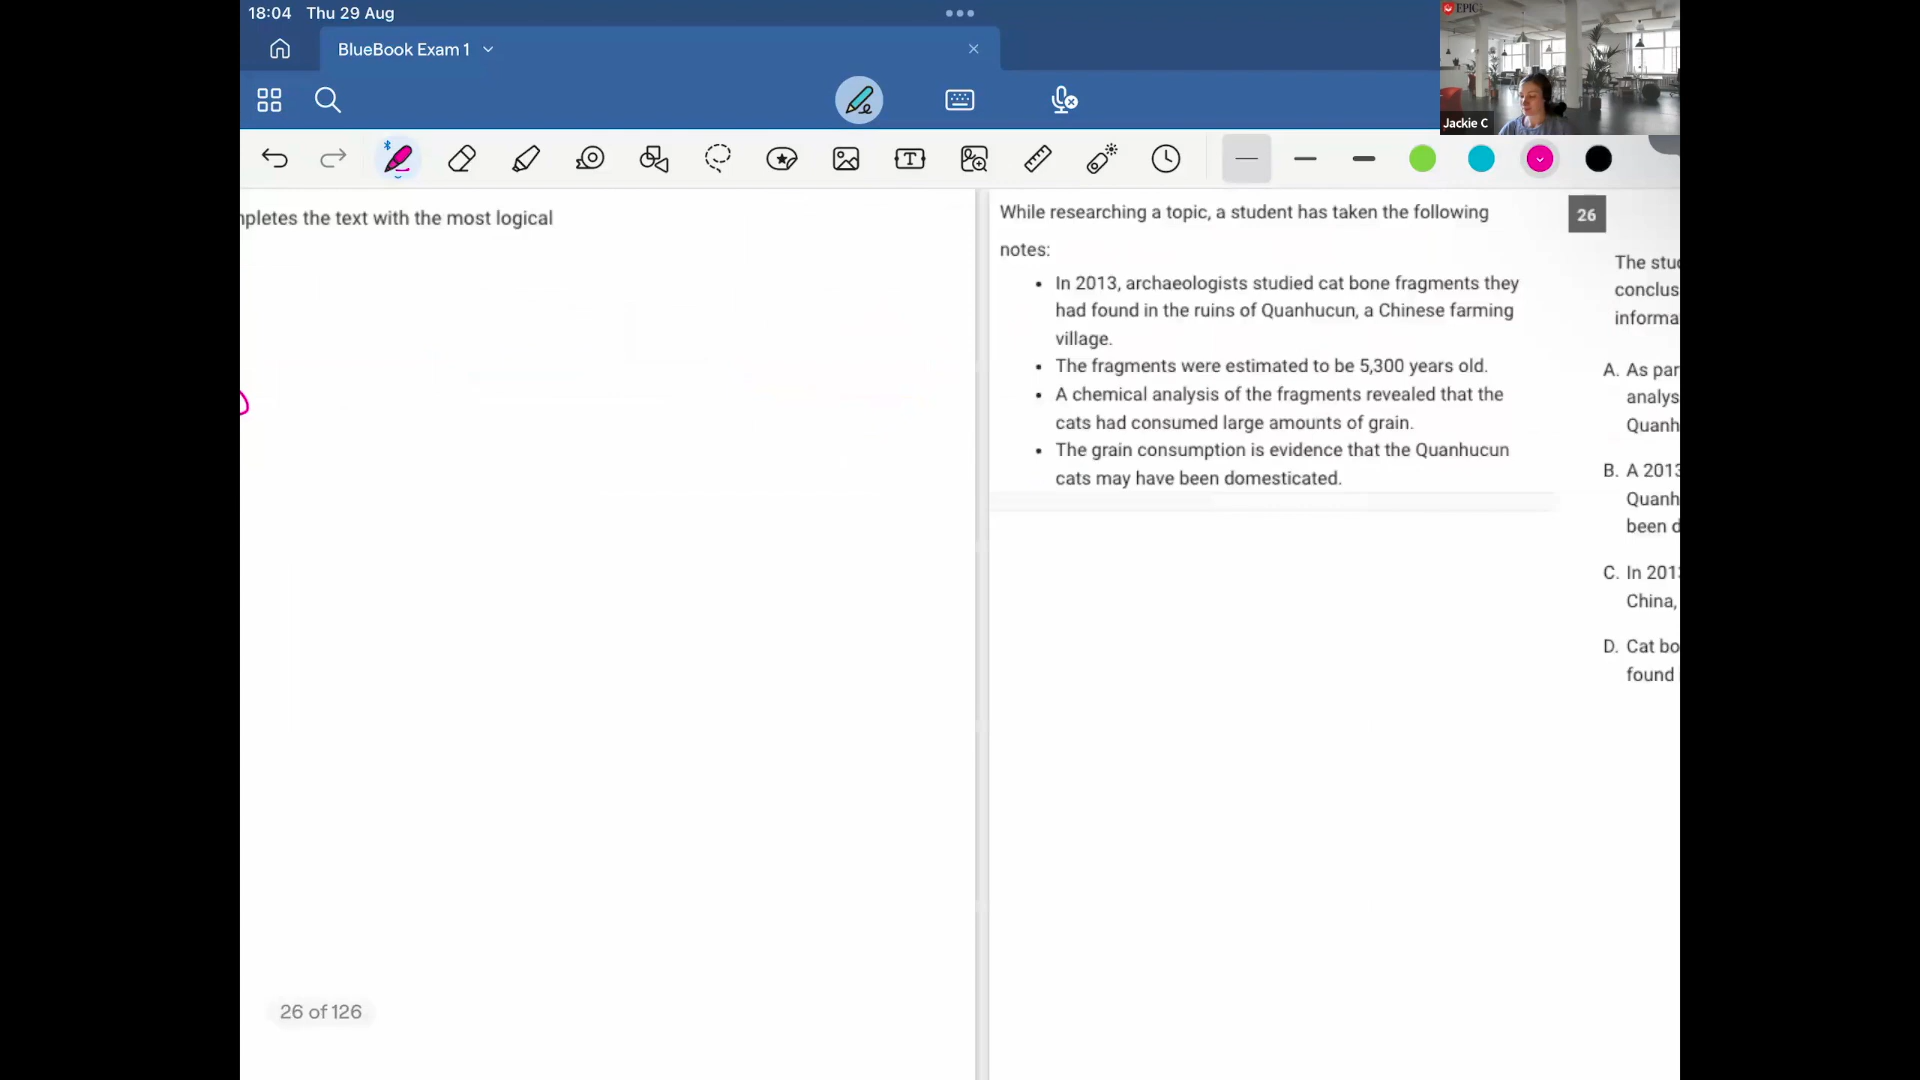 18:04 Thu 29 Aug
EPIC
BlueBook Exam 1
Jackie C
mpletes the text with the most logical
While researching a topic, a student has taken the following
notes:
• In 2013, archaeologists studied cat bone fragments they
had found in the ruins of Quanhucun, a Chinese farming
village.
• The fragments were estimated to be 5,300 years old.
• A chemical analysis of the fragments revealed that the
cats had consumed large amounts of grain.
• The grain consumption is evidence that the Quanhucun
cats may have been domesticated.
26
The stu
conclus
informa
A. As par
analys
Quanh
B. A 2013
Quanh
been d
C. In 201
China,
D. Cat bo
found
26 of 126